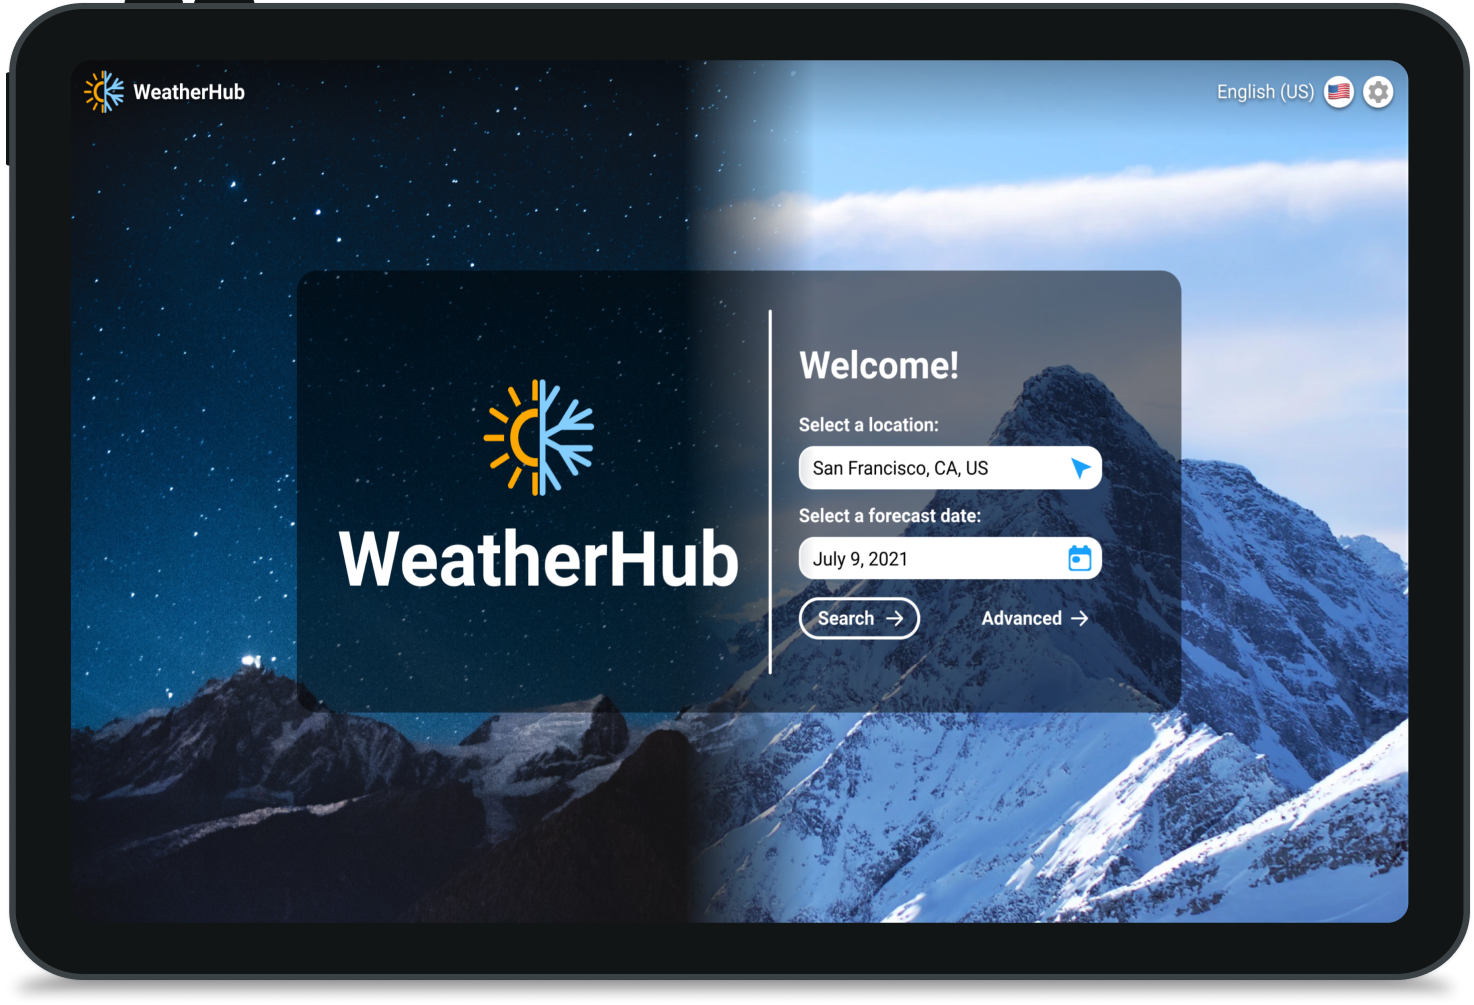 WeatherHub
English (US)
WeatherHub
Welcome!
Select a location:
San Francisco, CA, US
Select a forecast date:
July 9, 2021
Search
Advanced